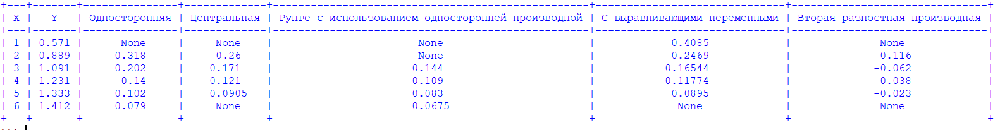 +---+-------+---------------+-------------+--------------------------------------------------+------------------------------+-------------------------------+
| X |   Y   | Односторонняя | Центральная | Рунге с использованием односторонней производной | С выравнивающими переменными | Вторая разностная производная |
+---+-------+---------------+-------------+--------------------------------------------------+------------------------------+-------------------------------+
| 1 | 0.571 |      None     |     None    |                       None                       |            0.4085            |              None             |
| 2 | 0.889 |     0.318     |     0.26    |                       None                       |            0.2469            |             -0.116            |
| 3 | 1.091 |     0.202     |    0.171    |                      0.144                       |           0.16544            |             -0.062            |
| 4 | 1.231 |      0.14     |    0.121    |                      0.109                       |           0.11774            |             -0.038            |
| 5 | 1.333 |     0.102     |    0.0905   |                      0.083                       |            0.0895            |             -0.023            |
| 6 | 1.412 |     0.079     |     None    |                      0.0675                      |             None             |              None             |
+---+-------+---------------+-------------+--------------------------------------------------+------------------------------+-------------------------------+
>>>